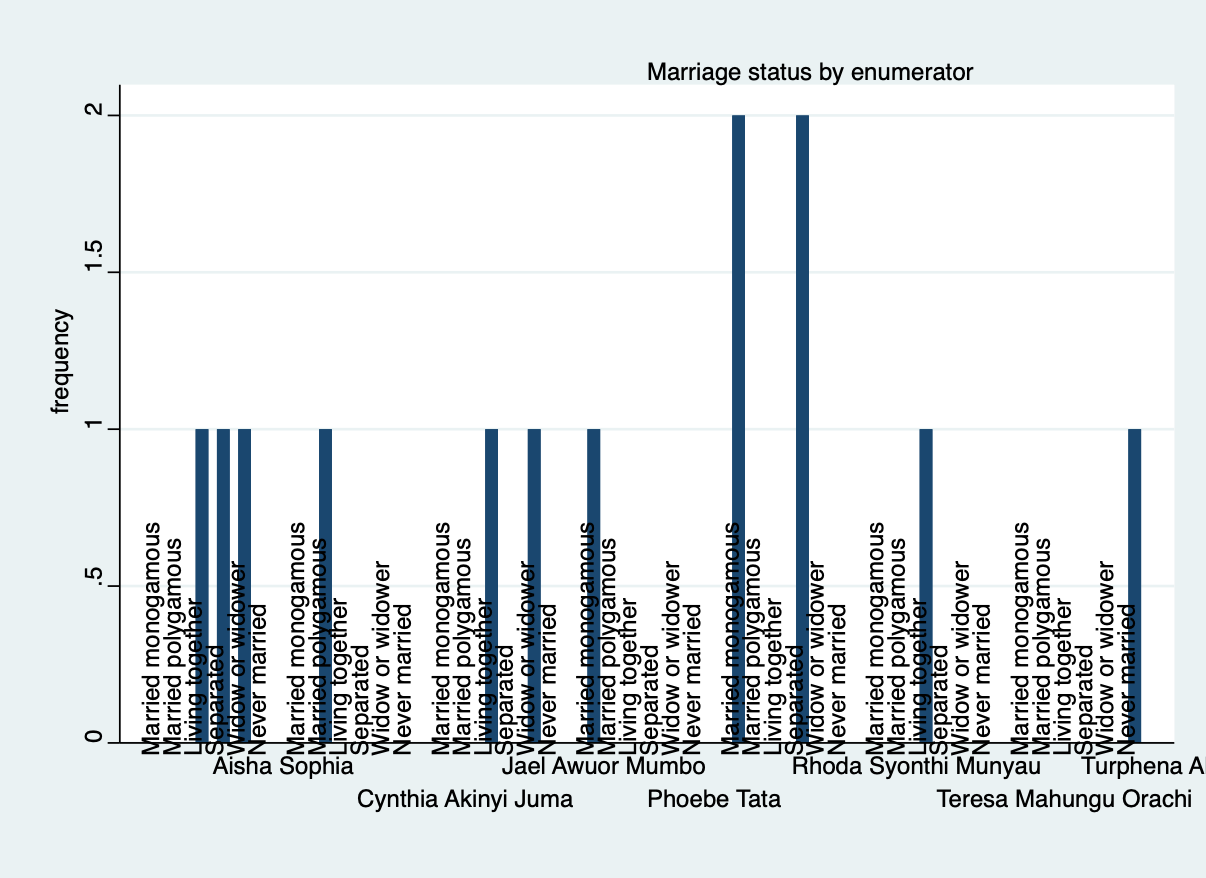 Marriage status by enumerator
frequency
2
1.5
1
.5
0
Married monogamous
Married polygamous
Living together
Separated
Widow or widower
Never married
Married monogamous
Married polygamous
Living together
Separated
Widow or widower
Never married
Married monogamous
Married polygamous
Living together
Separated
Widow or widower
Never married
Married monogamous
Married polygamous
Living together
Separated
Widow or widower
Never married
Married monogamous
Married polygamous
Living together
Separated
Widow or widower
Never married
Married monogamous
Married polygamous
Living together
Separated
Widow or widower
Never married
Married monogamous
Married polygamous
Living together
Separated
Widow or widower
Never married
Aisha Sophia
Jael Awuor Mumbo
Rhoda Syonthi Munyau
Turphena
Cynthia Akinyi Juma
Phoebe Tata
Teresa Mahungu Orachi